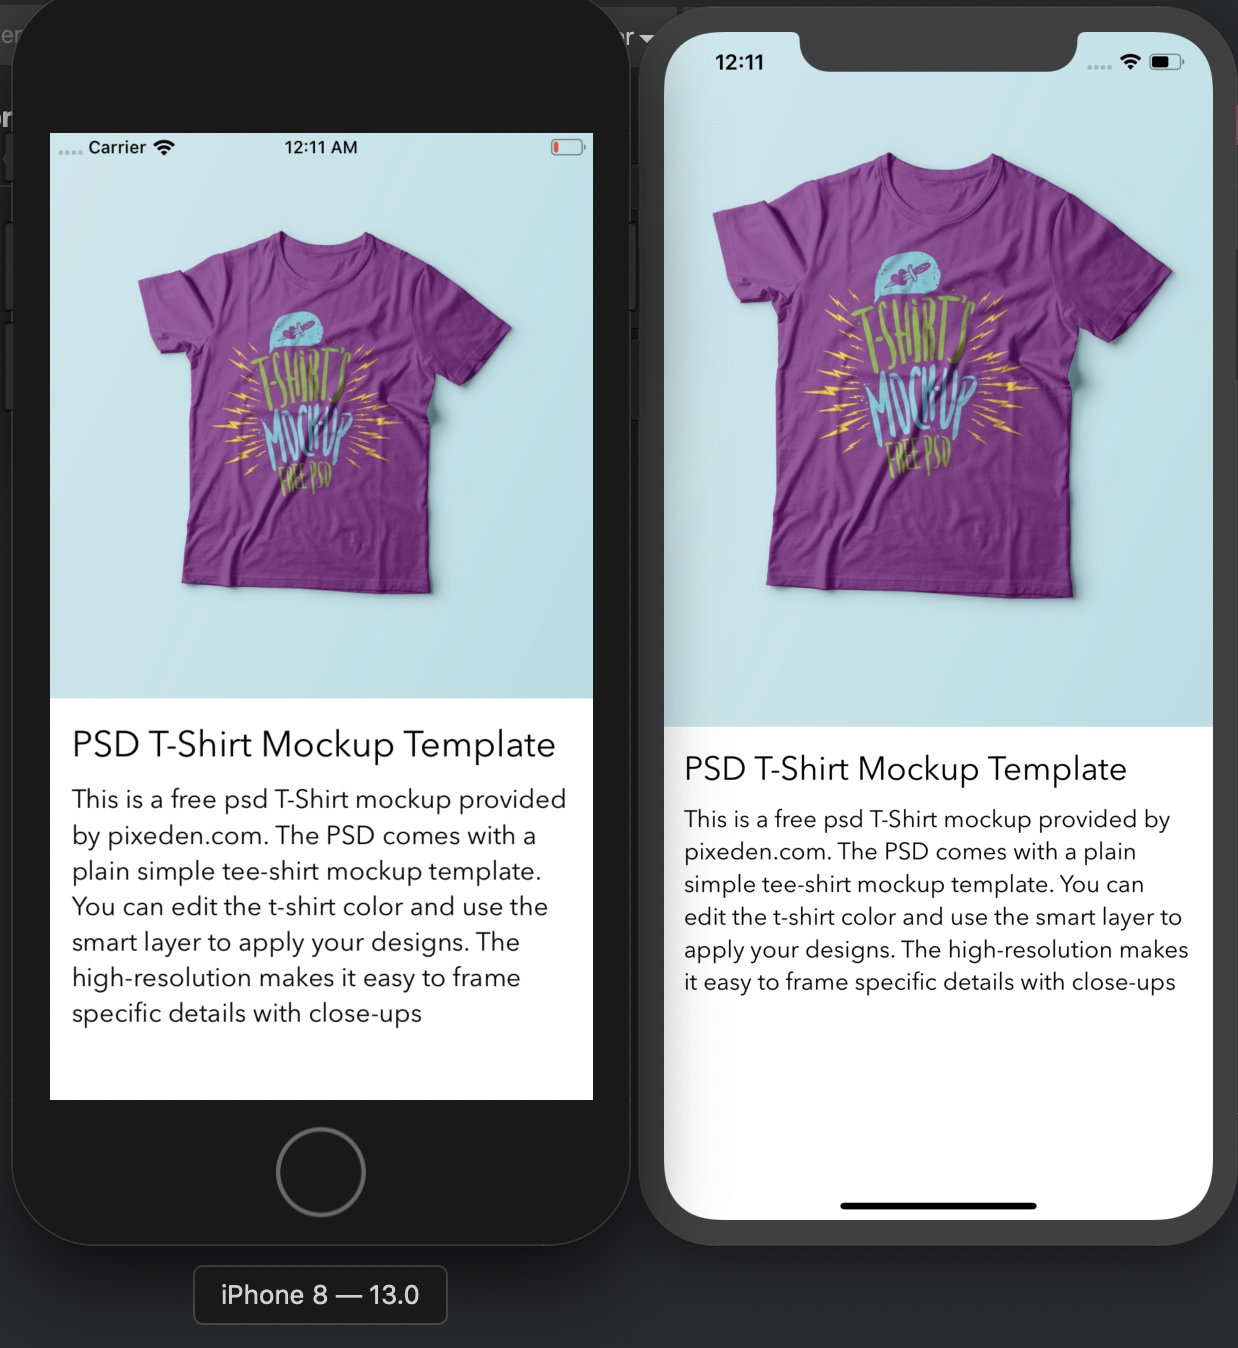 Carrier
12:11 AM
T-SHIRT'S
MOCK-UP
FREE PSD
PSD T-Shirt Mockup Template
This is a free psd T-Shirt mockup provided
by pixeden.com. The PSD comes with a
plain simple tee-shirt mockup template.
You can edit the t-shirt color and use the
smart layer to apply your designs. The
high-resolution makes it easy to frame
specific details with close-ups
iPhone 8 — 13.0
12:11
T-SHIRT'S
MOCK-UP
FREE PSD
PSD T-Shirt Mockup Template
This is a free psd T-Shirt mockup provided by
pixeden.com. The PSD comes with a plain
simple tee-shirt mockup template. You can
edit the t-shirt color and use the smart layer to
apply your designs. The high-resolution makes
it easy to frame specific details with close-ups